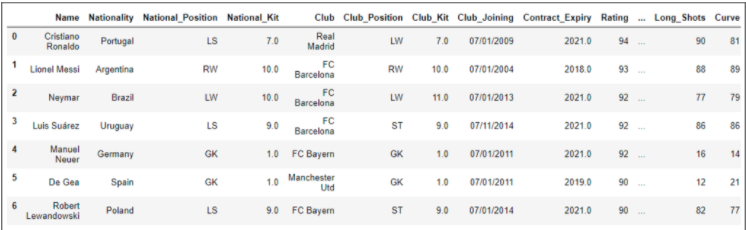 Name Nationality National_Position National_Kit Club Club_Position Club_Kit Club_Joining Contract_Expiry Rating ... Long_Shots Curve
0 Cristiano Ronaldo Portugal LS 7.0 Real Madrid LW 7.0 07/01/2009 2021.0 94 ... 90 81
1 Lionel Messi Argentina RW 10.0 FC Barcelona RW 10.0 07/01/2004 2018.0 93 ... 88 89
2 Neymar Brazil LW 10.0 FC Barcelona LW 11.0 07/01/2013 2021.0 92 ... 77 79
3 Luis Suárez Uruguay LS 9.0 FC Barcelona ST 9.0 07/11/2014 2021.0 92 ... 86 86
4 Manuel Neuer Germany GK 1.0 FC Bayern GK 1.0 07/01/2011 2021.0 92 ... 16 14
5 De Gea Spain GK 1.0 Manchester Utd GK 1.0 07/01/2011 2019.0 90 ... 12 21
6 Robert Lewandowski Poland LS 9.0 FC Bayern ST 9.0 07/01/2014 2021.0 90 ... 82 77